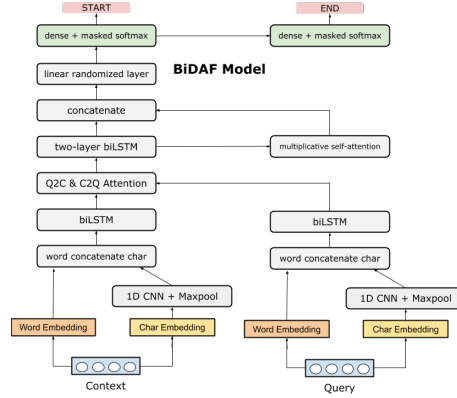 START
END
dense + masked softmax
dense + masked softmax
linear randomized layer
BiDAF Model
concatenate
two-layer biLSTM
multiplicative self-attention
Q2C & C2Q Attention
biLSTM
biLSTM
word concatenate char
word concatenate char
1D CNN + Maxpool
1D CNN + Maxpool
Word Embedding
Char Embedding
Word Embedding
Char Embedding
Context
Query